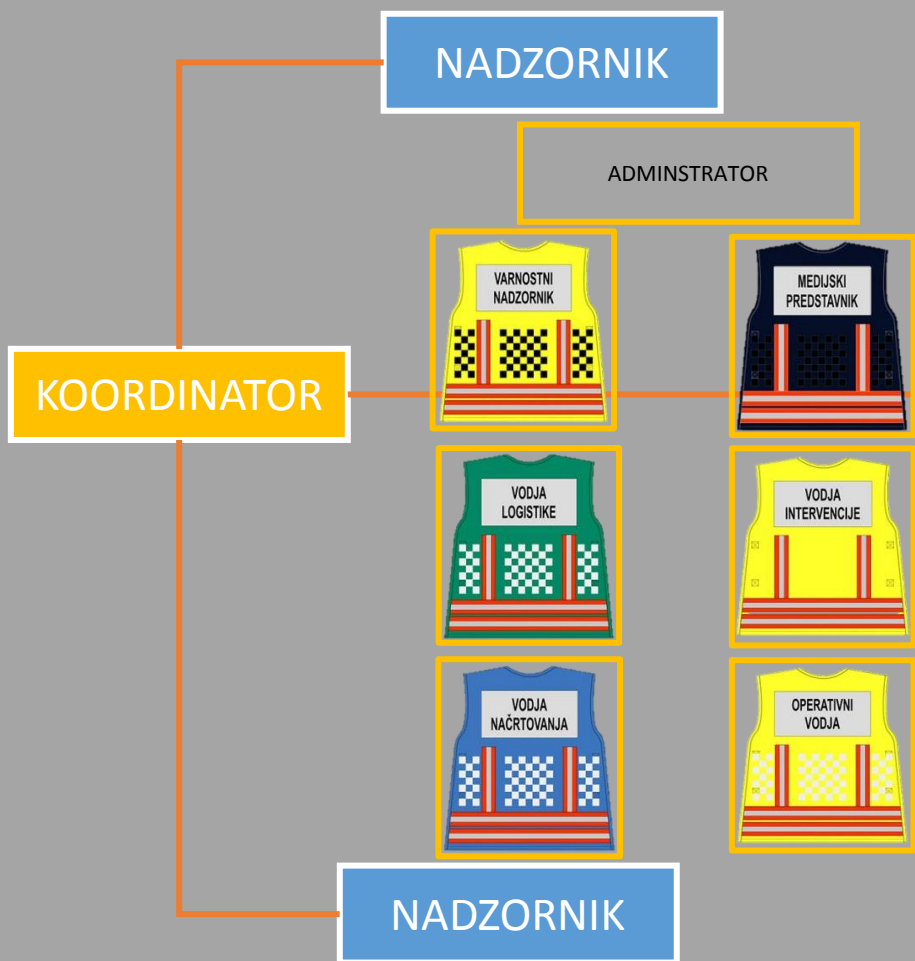 NADZORNIK
ADMINSTRATOR
VARNOSTNI
NADZORNIK
MEDIJSKI
PREDSTAVNIK
KOORDINATOR
VODJA
LOGISTIKE
VODJA
INTERVENCIJE
VODJA
NAČRTOVANJA
OPERATIVNI
VODJA
NADZORNIK